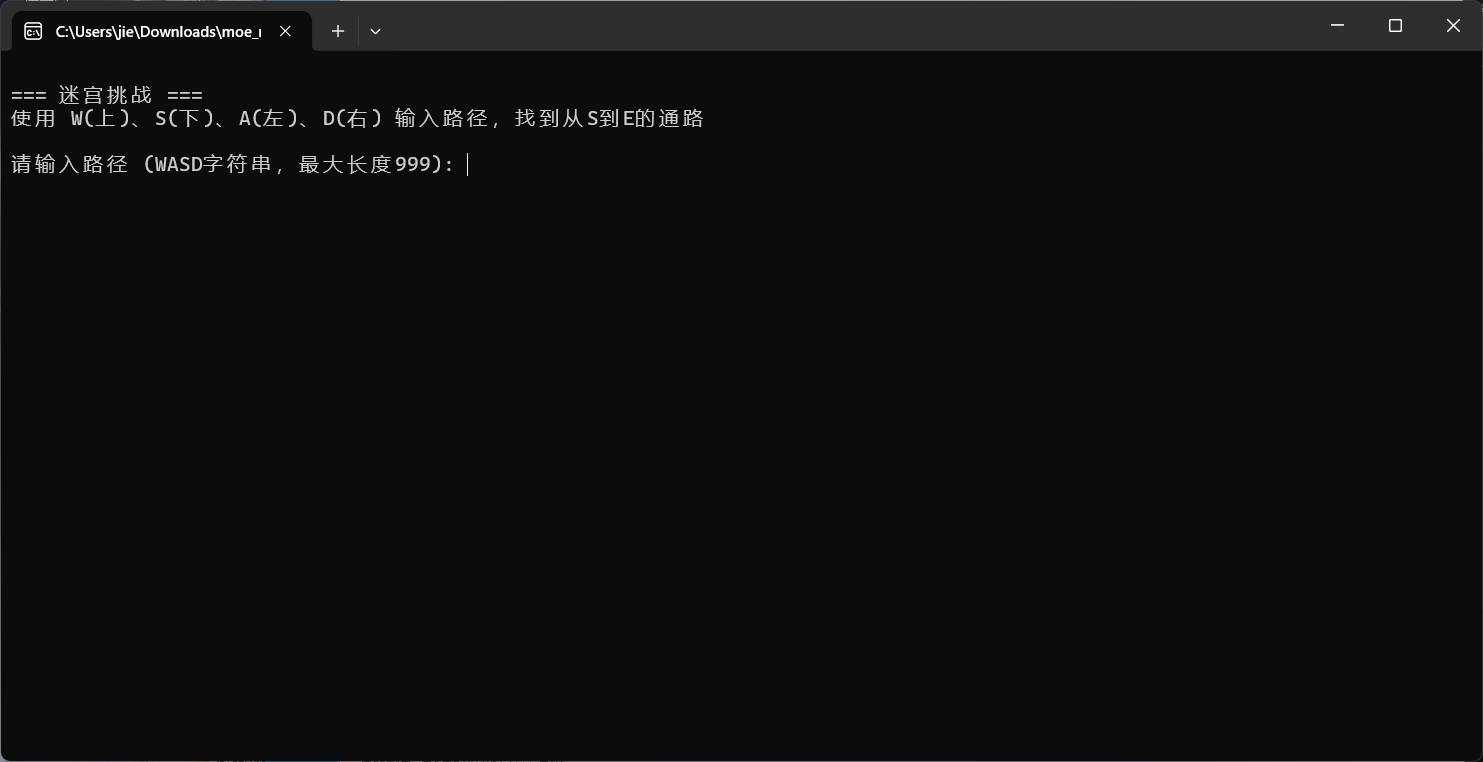 C:\Users\jie\Downloads\moe_
=== 迷宫挑战 ===
使用 W(上)、S(下)、A(左)、D(右) 输入路径，找到从S到E的通路
请输入路径 (WASD字符串，最大长度999):